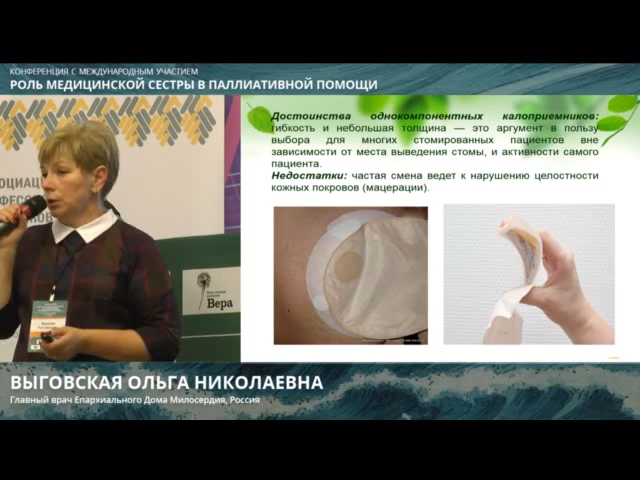 КОНФЕРЕНЦИЯ С МЕЖДУНАРОДНЫМ УЧАСТИЕМ
РОЛЬ МЕДИЦИНСКОЙ СЕСТРЫ В ПАЛЛИАТИВНОЙ ПОМОЩИ
Достоинства однокомпонентных калоприемников:
гибкость и небольшая толщина — это аргумент в пользу
выбора для многих стомированных пациентов вне
зависимости от места выведения стомы, и активности самого
пациента.
Недостатки: частая смена ведет к нарушению целостности
кожных покровов (мацерации).
Вера
ВЫГОВСКАЯ ОЛЬГА НИКОЛАЕВНА
Главный врач Епархиального Дома Милосердия, Россия